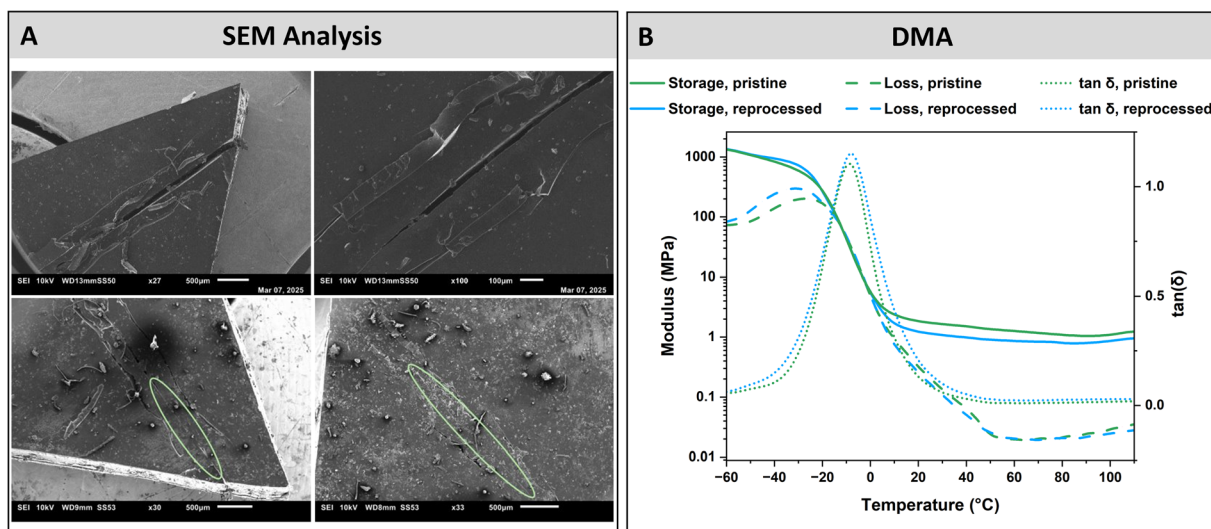 A SEM Analysis
SEI 10kV WD13mmSS50 x27 500μm
Mar 07, 2025
SEI 10kV WD13mmSS50 x100 100μm
Mar 07, 2025
SEI 10kV WD9mm SS53 x30 500μm
SEI 10kV WD8mm SS53 x33 500μm
B DMA
Storage, pristine Loss, pristine tan δ, pristine
Storage, reprocessed Loss, reprocessed tan δ, reprocessed
Modulus (MPa)
1000
100
10
1
0.1
0.01
−60 −40 −20 0 20 40 60 80 100
Temperature (°C)
1.0
0.5
0.0
tan(δ)